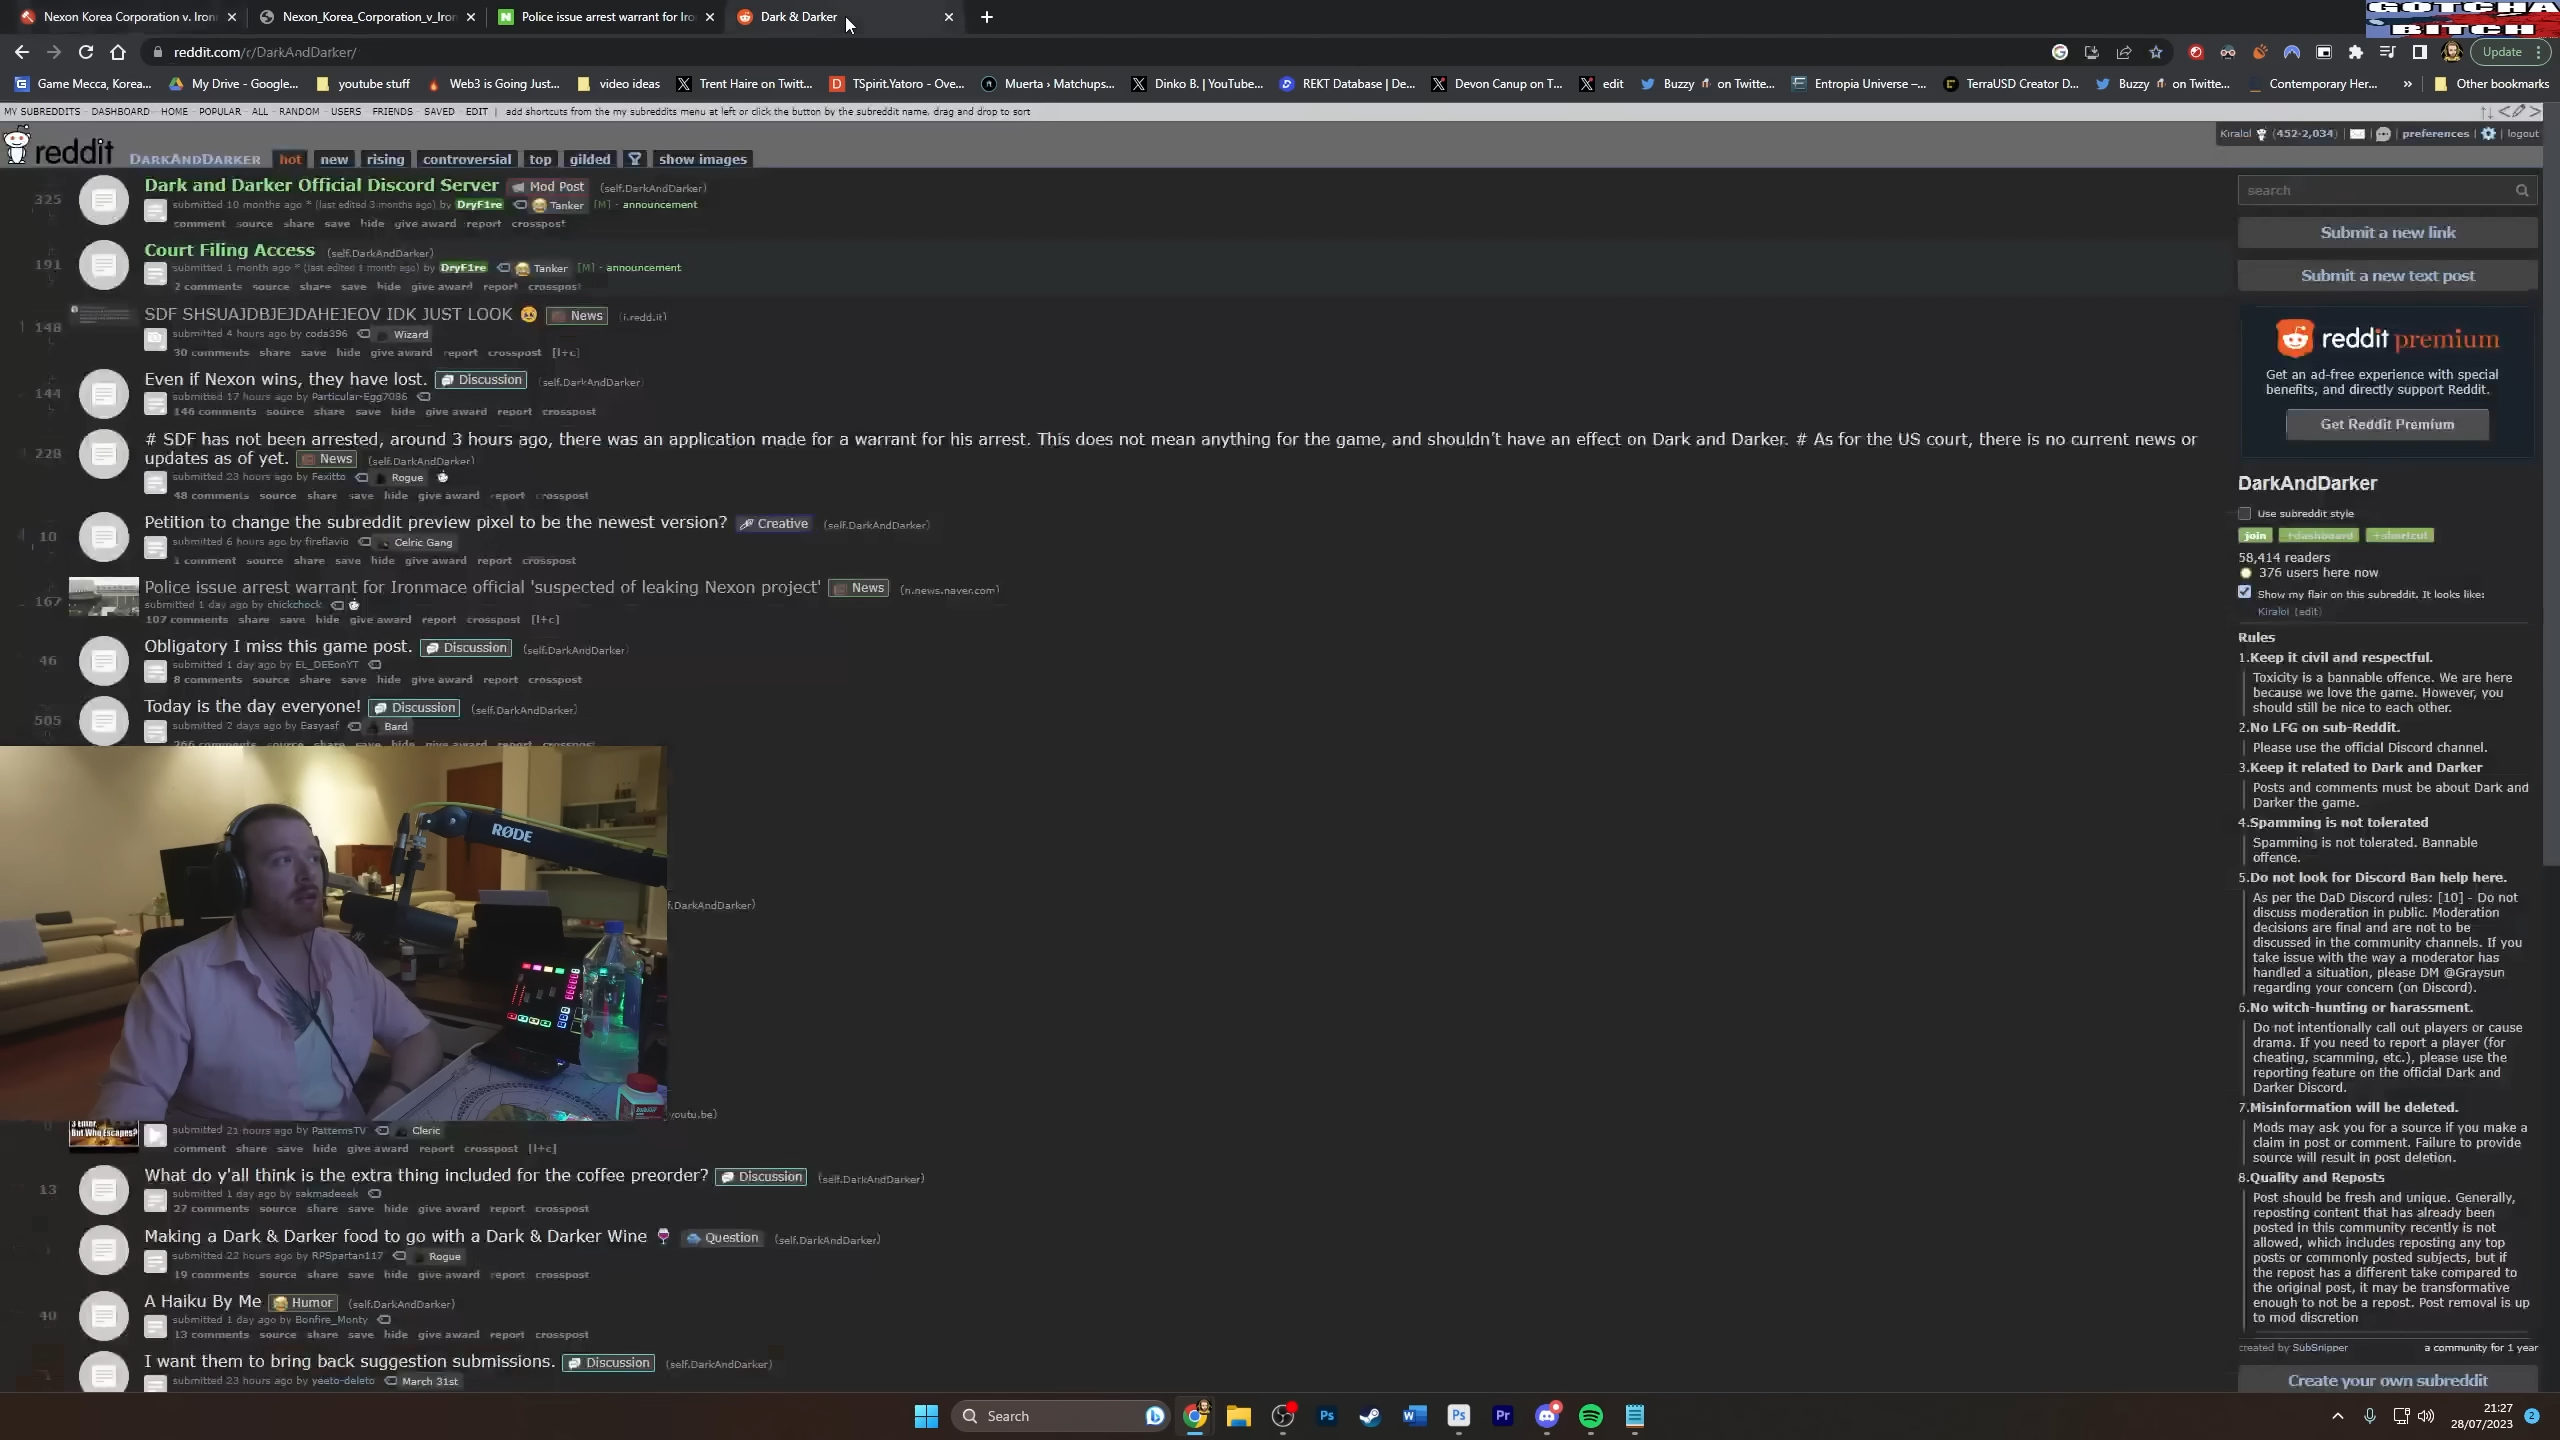 Nexon Korea Corporation v. Iron
Nexon_Korea_Corporation_v_Iron
Police issue arrest warrant for Iro
Dark & Darker
GOTCHA
BITCH
reddit.com/r/DarkAndDarker/
Update
Game Mecca, Korea...
My Drive - Google...
youtube stuff
Web3 is Going Just...
video ideas
Trent Haire on Twitt...
TSpirit.Yatoro - Ove...
Muerta › Matchups...
Dinko B. | YouTube...
REKT Database | De...
Devon Canup on T...
edit
Buzzy on Twitte...
Entropia Universe –...
TerraUSD Creator D...
Buzzy on Twitte...
Contemporary Her...
Other bookmarks
MY SUBREDDITS DASHBOARD - HOME - POPULAR - ALL - RANDOM - USERS FRIENDS - SAVED EDIT | add shortcuts from the my subreddits menu at left or click the button by the subreddit name, drag and drop to sort
reddit DARKANDDARKER hot new rising controversial top gilded show images
Kiralol (452·2,034) preferences logout
325
Dark and Darker Official Discord Server Mod Post (self.DarkAndDarker)
submitted 10 months ago * (last edited 3 months ago) by DryF1re Tanker [M] - announcement
comment source share save hide give award report crosspost
191
Court Filing Access (self.DarkAndDarker)
submitted 1 month ago * (last edited 1 month ago) by DryF1re Tanker [M] - announcement
2 comments source share save hide give award report crosspost
148
SDF SHSUAJDBJEJDAHEJEOV IDK JUST LOOK News (i.redd.it)
submitted 4 hours ago by coda396 Wizard
30 comments share save hide give award report crosspost [l+c]
144
Even if Nexon wins, they have lost. Discussion (self.DarkAndDarker)
submitted 17 hours ago by Particular-Egg7086
146 comments source share save hide give award report crosspost
228
# SDF has not been arrested, around 3 hours ago, there was an application made for a warrant for his arrest. This does not mean anything for the game, and shouldn't have an effect on Dark and Darker. # As for the US court, there is no current news or
updates as of yet. News (self.DarkAndDarker)
submitted 23 hours ago by Fexitto Rogue
48 comments source share save hide give award report crosspost
10
Petition to change the subreddit preview pixel to be the newest version? Creative (self.DarkAndDarker)
submitted 6 hours ago by fireflavio Celric Gang
1 comment source share save hide give award report crosspost
167
Police issue arrest warrant for Ironmace official 'suspected of leaking Nexon project' News (n.news.naver.com)
submitted 1 day ago by chickchock
107 comments share save hide give award report crosspost [l+c]
46
Obligatory I miss this game post. Discussion (self.DarkAndDarker)
submitted 1 day ago by EL_DEEonYT
8 comments source share save hide give award report crosspost
505
Today is the day everyone! Discussion (self.DarkAndDarker)
submitted 2 days ago by Easyasf Bard
266 comments source share save hide give award report crosspost
RØDE
f.DarkAndDarker)
youtu.be)
3 Enter,
But Who Escapes?
0
submitted 21 hours ago by PatternsTV Cleric
comment share save hide give award report crosspost [l+c]
13
What do y'all think is the extra thing included for the coffee preorder? Discussion (self.DarkAndDarker)
submitted 1 day ago by sakmadeeek
27 comments source share save hide give award report crosspost
Making a Dark & Darker food to go with a Dark & Darker Wine Question (self.DarkAndDarker)
submitted 22 hours ago by RPSpartan117 Rogue
19 comments source share save hide give award report crosspost
40
A Haiku By Me Humor (self.DarkAndDarker)
submitted 1 day ago by Bonfire_Monty
13 comments source share save hide give award report crosspost
I want them to bring back suggestion submissions. Discussion (self.DarkAndDarker)
submitted 23 hours ago by yeeto-deleto March 31st
search
Submit a new link
Submit a new text post
reddit premium
Get an ad-free experience with special
benefits, and directly support Reddit.
Get Reddit Premium
DarkAndDarker
Use subreddit style
join +dashboard +shortcut
58,414 readers
376 users here now
Show my flair on this subreddit. It looks like:
Kiralol (edit)
Rules
1.Keep it civil and respectful.
Toxicity is a bannable offence. We are here
because we love the game. However, you
should still be nice to each other.
2.No LFG on sub-Reddit.
Please use the official Discord channel.
3.Keep it related to Dark and Darker
Posts and comments must be about Dark and
Darker the game.
4.Spamming is not tolerated
Spamming is not tolerated. Bannable
offence.
5.Do not look for Discord Ban help here.
As per the DaD Discord rules: [10] - Do not
discuss moderation in public. Moderation
decisions are final and are not to be
discussed in the community channels. If you
take issue with the way a moderator has
handled a situation, please DM @Graysun
regarding your concern (on Discord).
6.No witch-hunting or harassment.
Do not intentionally call out players or cause
drama. If you need to report a player (for
cheating, scamming, etc.), please use the
reporting feature on the official Dark and
Darker Discord.
7.Misinformation will be deleted.
Mods may ask you for a source if you make a
claim in post or comment. Failure to provide
source will result in post deletion.
8.Quality and Reposts
Post should be fresh and unique. Generally,
reposting content that has already been
posted in this community recently is not
allowed, which includes reposting any top
posts or commonly posted subjects, but if
the repost has a different take compared to
the original post, it may be transformative
enough to not be a repost. Post removal is up
to mod discretion
created by SubSnipper a community for 1 year
Create your own subreddit
Search
21:27
28/07/2023
2